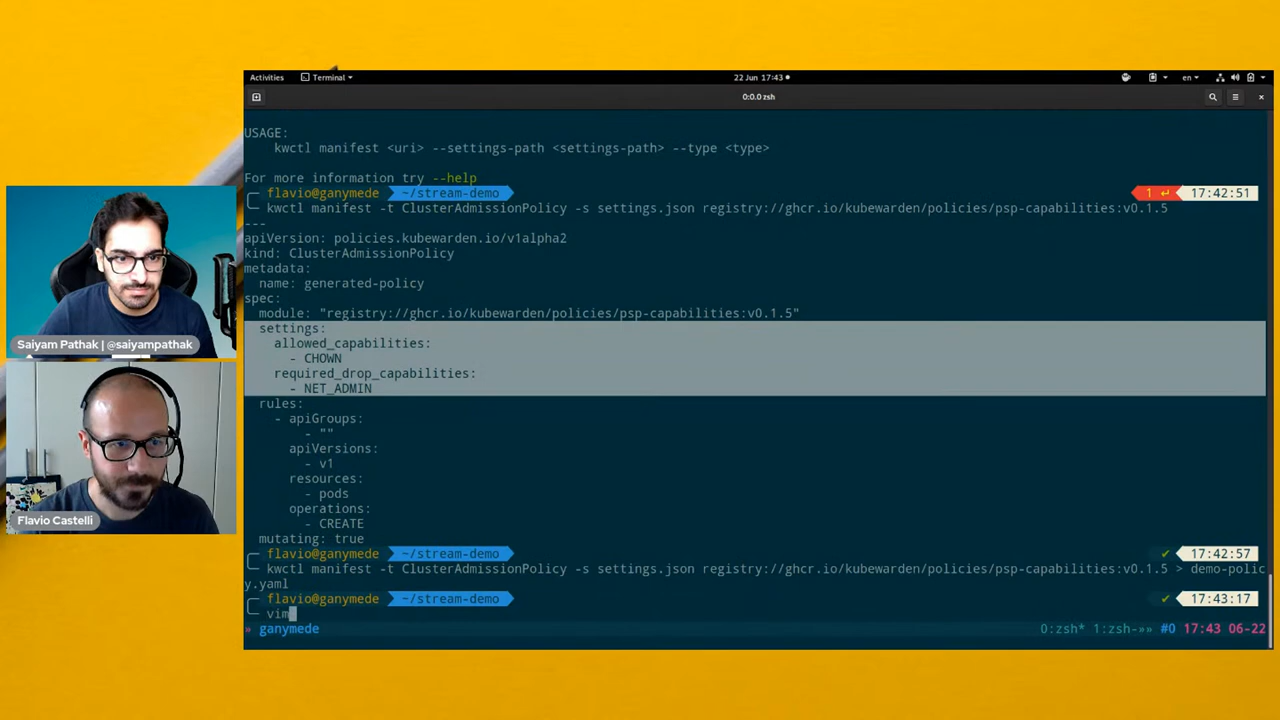 Activities
Terminal
22 Jun 17:43
en
0:0.0 zsh
USAGE:
kwctl manifest <uri> --settings-path <settings-path> --type <type>
For more information try --help
flavio@ganymede ~/stream-demo 1 ↵ 17:42:51
kwctl manifest -t ClusterAdmissionPolicy -s settings.json registry://ghcr.io/kubewarden/policies/psp-capabilities:v0.1.5
---
apiVersion: policies.kubewarden.io/v1alpha2
kind: ClusterAdmissionPolicy
metadata:
name: generated-policy
spec:
module: "registry://ghcr.io/kubewarden/policies/psp-capabilities:v0.1.5"
settings:
allowed_capabilities:
- CHOWN
required_drop_capabilities:
- NET_ADMIN
rules:
- apiGroups:
- ""
apiVersions:
- v1
resources:
- pods
operations:
- CREATE
mutating: true
flavio@ganymede ~/stream-demo ✔ 17:42:57
kwctl manifest -t ClusterAdmissionPolicy -s settings.json registry://ghcr.io/kubewarden/policies/psp-capabilities:v0.1.5 > demo-polic
y.yaml
flavio@ganymede ~/stream-demo ✔ 17:43:17
vim
» ganymede 0:zsh* 1:zsh-»» #0 17:43 06-22
Saiyam Pathak | @saiyampathak
Flavio Castelli